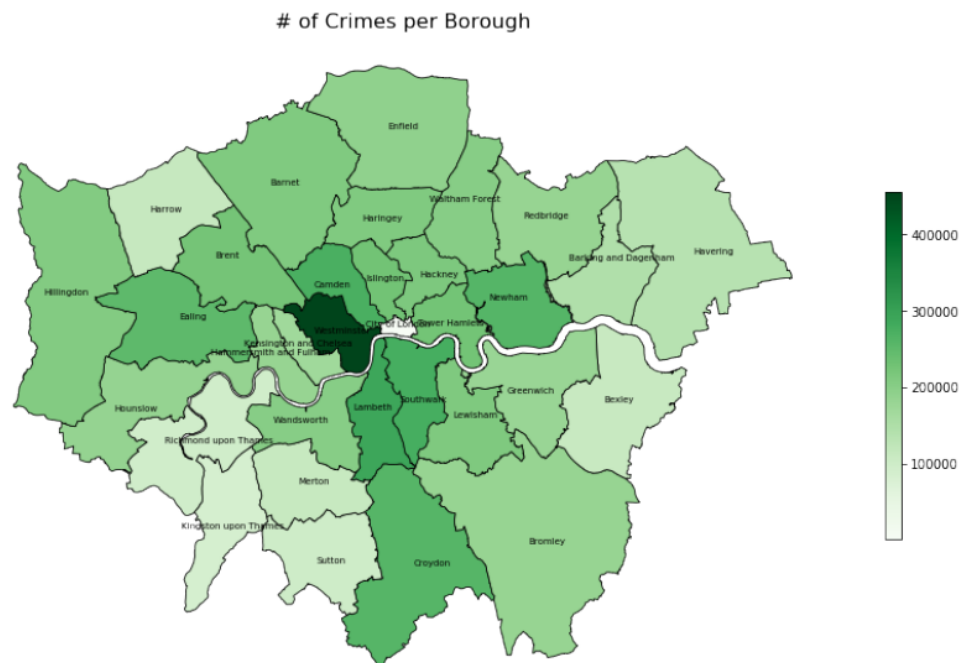 # of Crimes per Borough
Enfield
Barnet
Waltham Forest
Harrow
Redbridge
Haringey
Havering
Brent
Barking and Dagenham
Hackney
Islington
Camden
Hillingdon
Newham
Ealing
City of London
Tower Hamlets
Westminster
Kensington and Chelsea
Hammersmith and Fulham
Greenwich
Bexley
Southwark
Hounslow
Lambeth
Lewisham
Wandsworth
Richmond upon Thames
Merton
Kingston upon Thames
Bromley
Sutton
Croydon
400000
300000
200000
100000